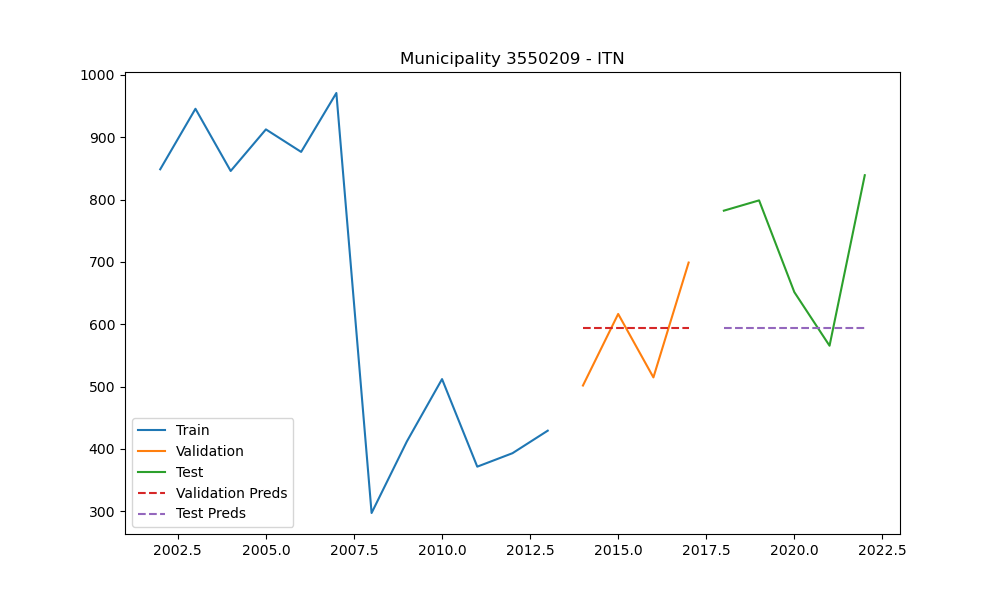 Municipality 3550209 - ITN
1000
900
800
700
600
500
400
300
Train
Validation
Test
Validation Preds
Test Preds
2002.5 2005.0 2007.5 2010.0 2012.5 2015.0 2017.5 2020.0 2022.5